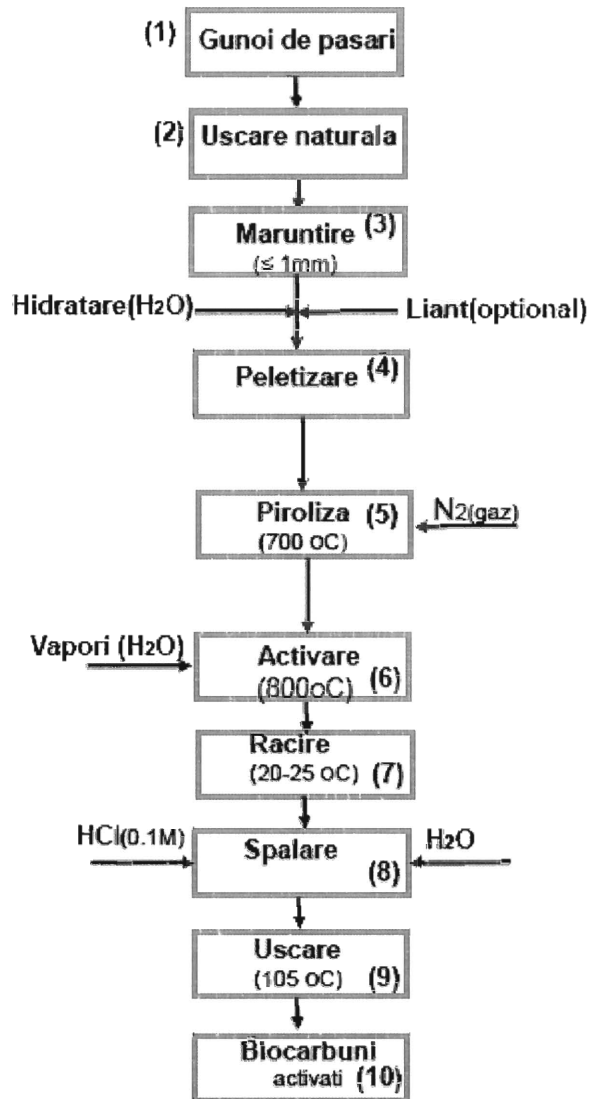 (1)
Gunoi de pasari
(2) Uscare naturala
Maruntire (3)
(≤ 1mm)
Hidratare(H2O) Liant(optional)
Peletizare (4)
Piroliza (5) N2(gaz)
(700 oC)
Vapori (H2O)
Activare
(800oC) (6)
Racire
(20-25 oC) (7)
HCl(0.1M) Spalare H2O
(8)
Uscare
(105 oC) (9)
Biocarbuni
activati (10)